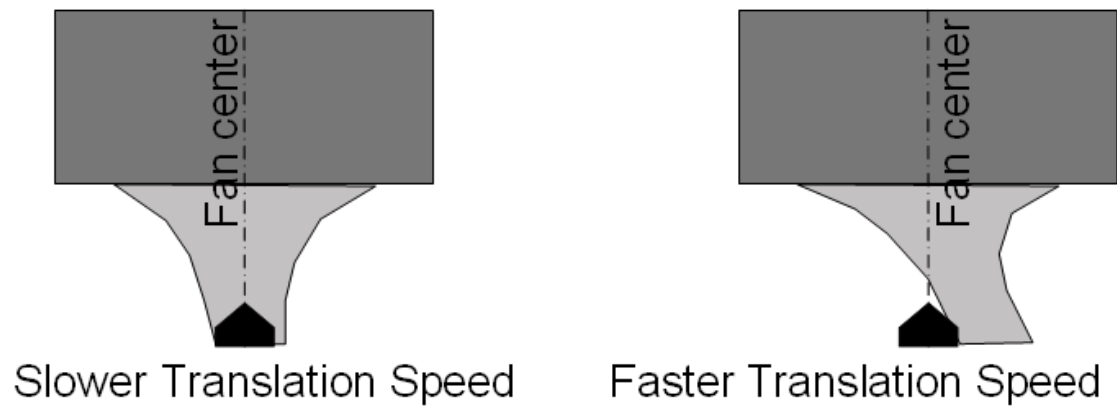 Fan center
Fan center
Slower Translation Speed
Faster Translation Speed